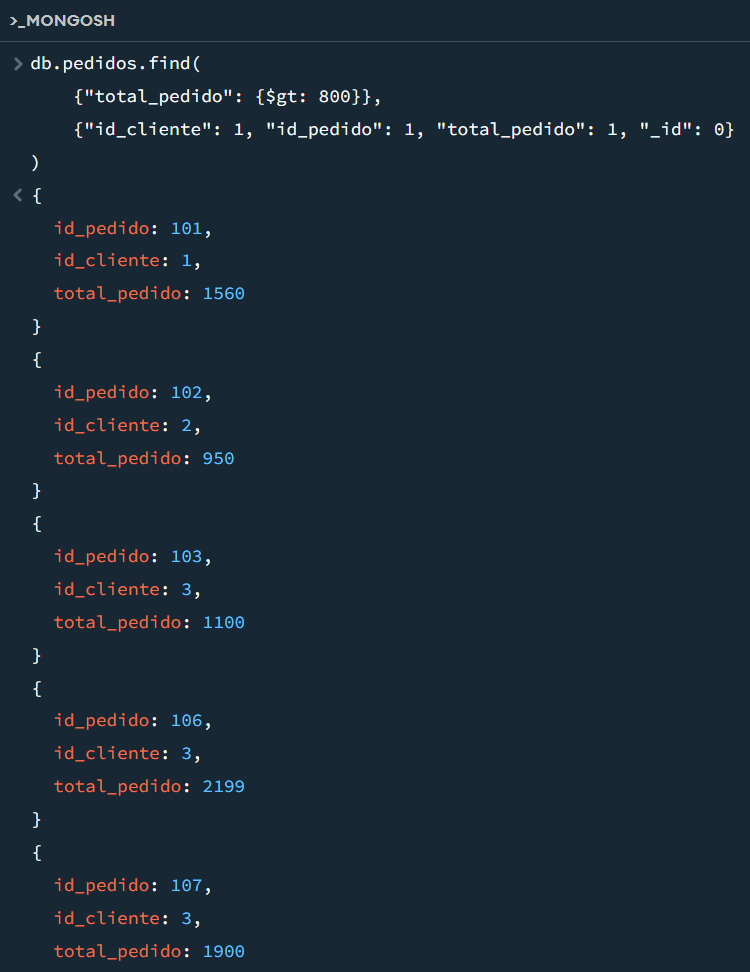 >_MONGOSH
> db.pedidos.find(
{"total_pedido": {$gt: 800}},
{"id_cliente": 1, "id_pedido": 1, "total_pedido": 1, "_id": 0}
)
< {
id_pedido: 101,
id_cliente: 1,
total_pedido: 1560
}
{
id_pedido: 102,
id_cliente: 2,
total_pedido: 950
}
{
id_pedido: 103,
id_cliente: 3,
total_pedido: 1100
}
{
id_pedido: 106,
id_cliente: 3,
total_pedido: 2199
}
{
id_pedido: 107,
id_cliente: 3,
total_pedido: 1900